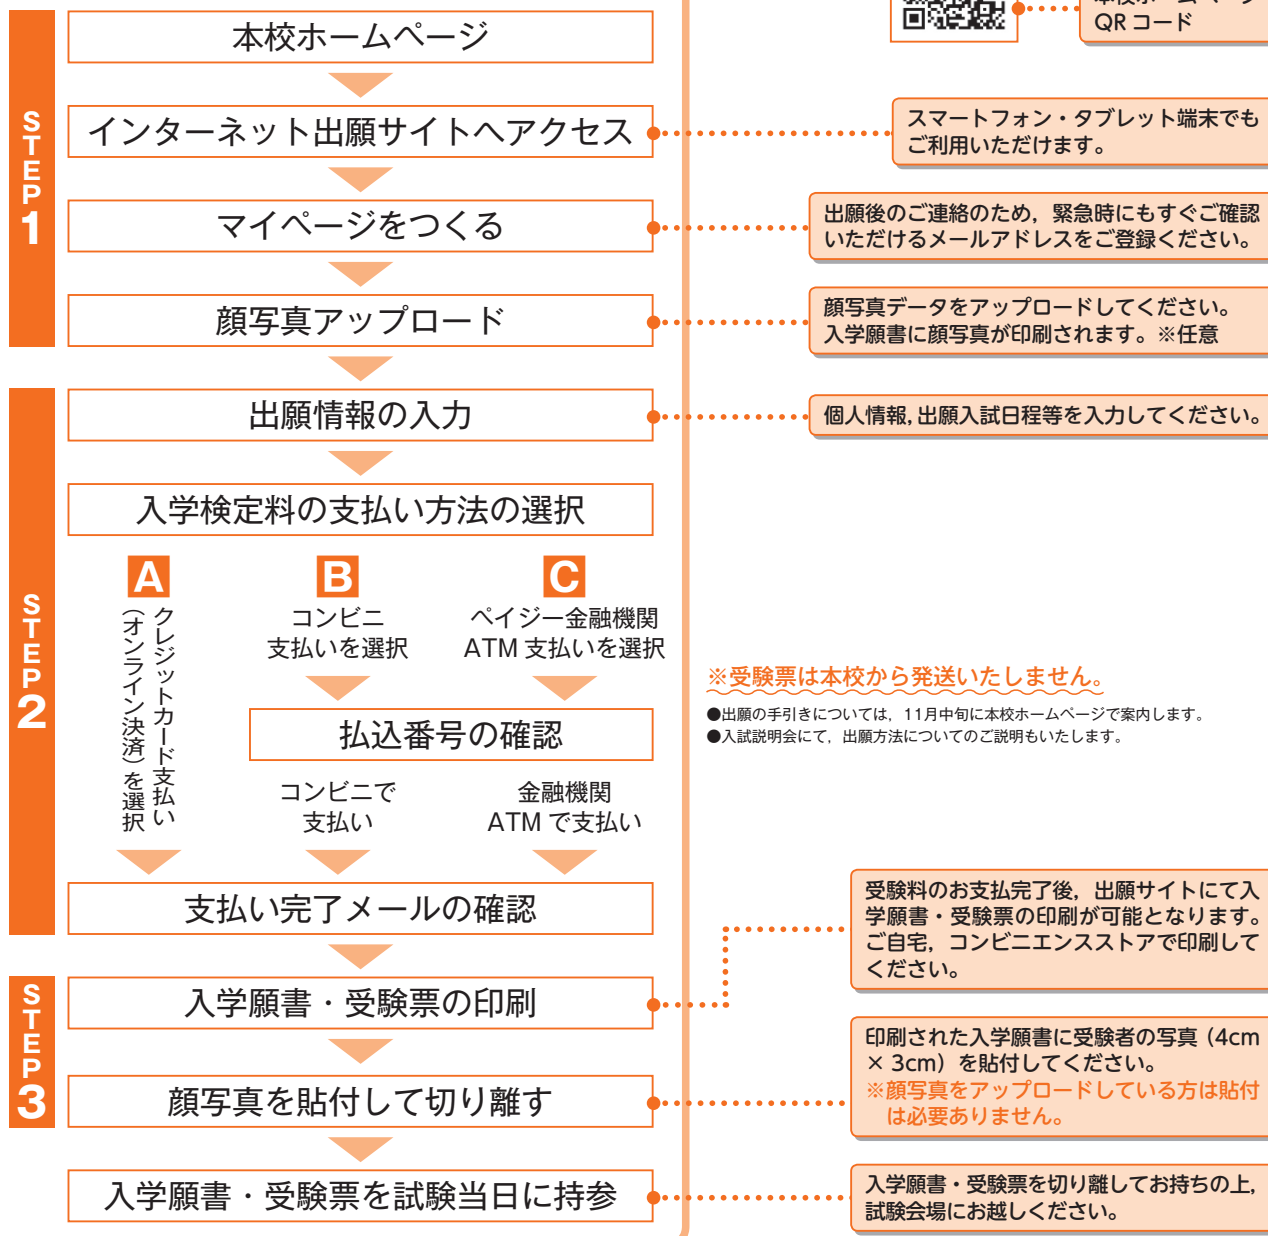 QRコード
STEP1
本校ホームページ
インターネット出願サイトへアクセス
スマートフォン・タブレット端末でも
ご利用いただけます。
マイページをつくる
出願後のご連絡のため，緊急時にもすぐご確認
いただけるメールアドレスをご登録ください。
顔写真アップロード
顔写真データをアップロードしてください。
入学願書に顔写真が印刷されます。※任意
STEP2
出願情報の入力
個人情報，出願入試日程等を入力してください。
入学検定料の支払い方法の選択
A
クレジットカード支払い
（オンライン決済）を選択
B
コンビニ
支払いを選択
C
ペイジー金融機関
ATM 支払いを選択
払込番号の確認
コンビニで
支払い
金融機関
ATM で支払い
※受験票は本校から発送いたしません。
●出願の手引きについては，11月中旬に本校ホームページで案内します。
●入試説明会にて，出願方法についてのご説明もいたします。
支払い完了メールの確認
STEP3
入学願書・受験票の印刷
受験料のお支払完了後，出願サイトにて入
学願書・受験票の印刷が可能となります。
ご自宅，コンビニエンスストアで印刷して
ください。
顔写真を貼付して切り離す
印刷された入学願書に受験者の写真（4cm
× 3cm）を貼付してください。
※顔写真をアップロードしている方は貼付
は必要ありません。
入学願書・受験票を試験当日に持参
入学願書・受験票を切り離してお持ちの上，
試験会場にお越しください。